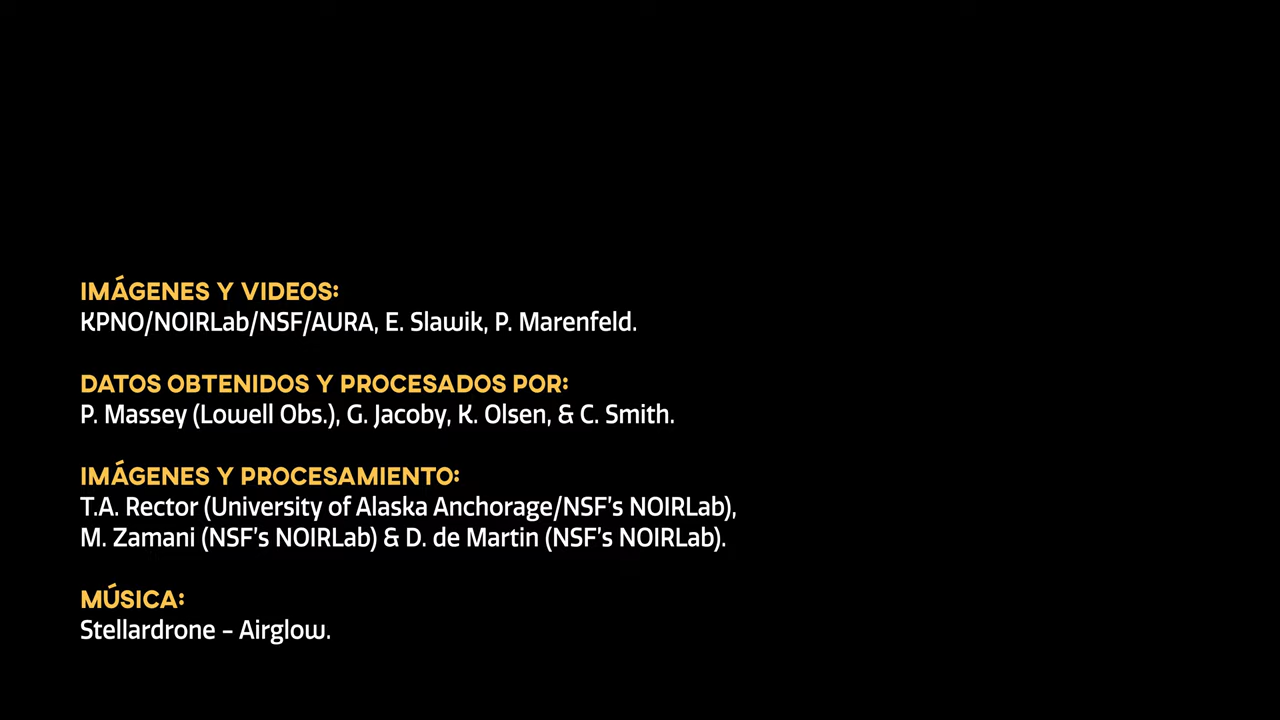 IMÁGENES Y VIDEOS:
KPNO/NOIRLab/NSF/AURA, E. Slawik, P. Marenfeld.
DATOS OBTENIDOS Y PROCESADOS POR:
P. Massey (Lowell Obs.), G. Jacoby, K. Olsen, & C. Smith.
IMÁGENES Y PROCESAMIENTO:
T.A. Rector (University of Alaska Anchorage/NSF’s NOIRLab),
M. Zamani (NSF’s NOIRLab) & D. de Martin (NSF’s NOIRLab).
MÚSICA:
Stellardrone – Airglow.